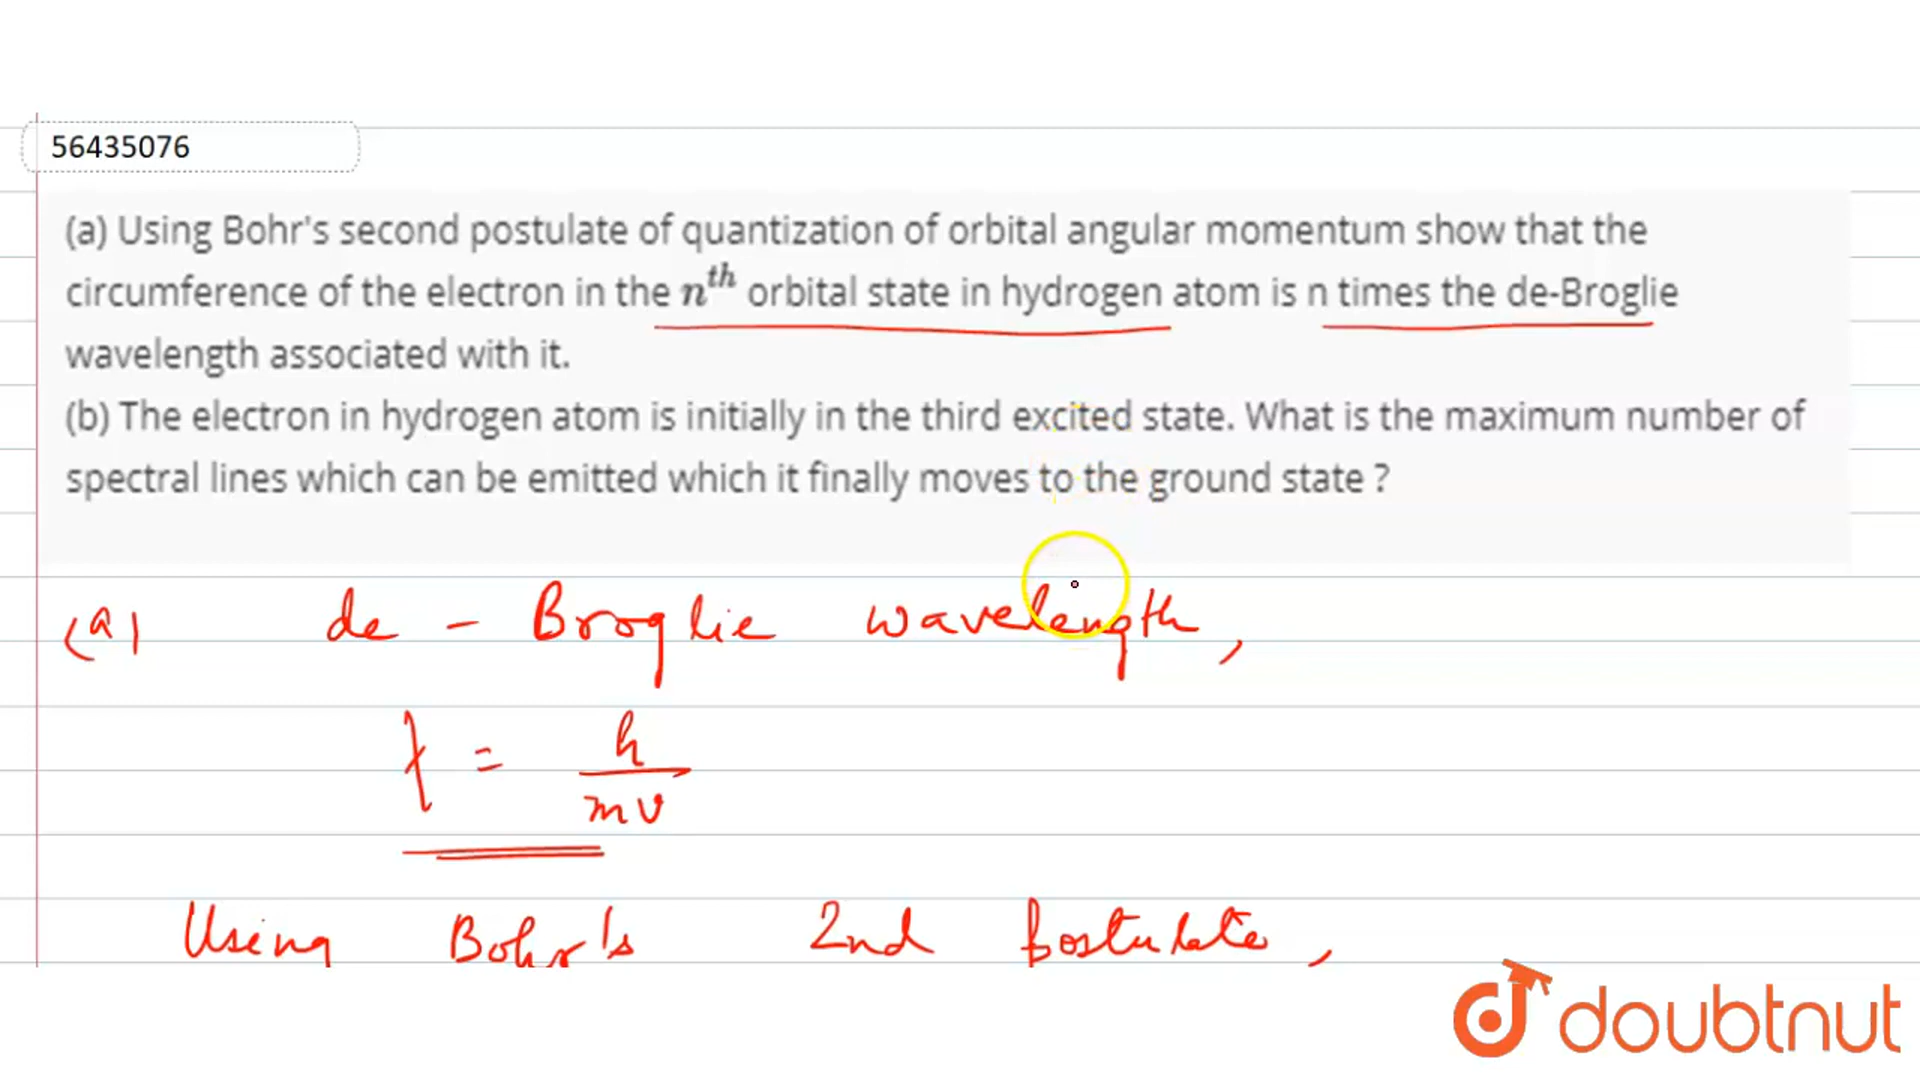 56435076
(a) Using Bohr's second postulate of quantization of orbital angular momentum show that the
circumference of the electron in the n^th orbital state in hydrogen atom is n times the de-Broglie
wavelength associated with it.
(b) The electron in hydrogen atom is initially in the third excited state. What is the maximum number of
spectral lines which can be emitted which it finally moves to the ground state ?
(a) de - Broglie wavelength,
λ = h/mv
Using Bohr's 2nd postulate,
doubtnut